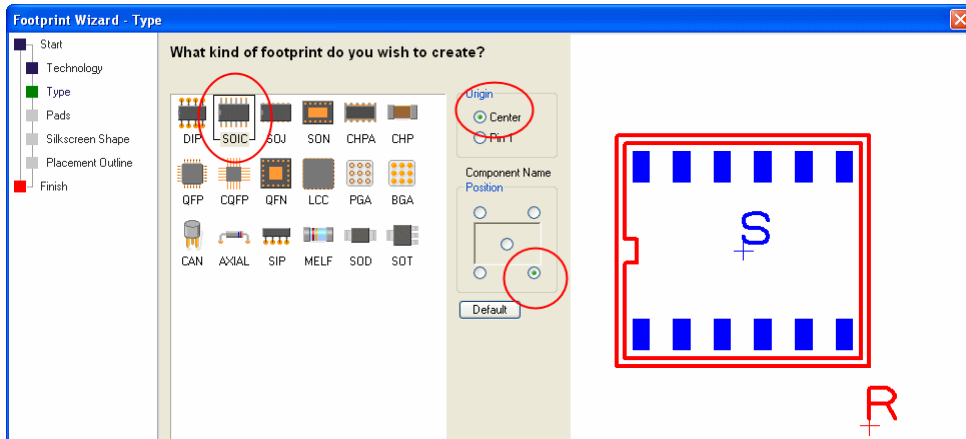 Footprint Wizard - Type
Start
Technology
Type
Pads
Silkscreen Shape
Placement Outline
Finish
What kind of footprint do you wish to create?
DIP SOIC SOJ SON CHPA CHP
QFP CQFP QFN LCC PGA BGA
CAN AXIAL SIP MELF SOD SOT
Origin
Center
Pin 1
Component Name
Position
Default
S
R